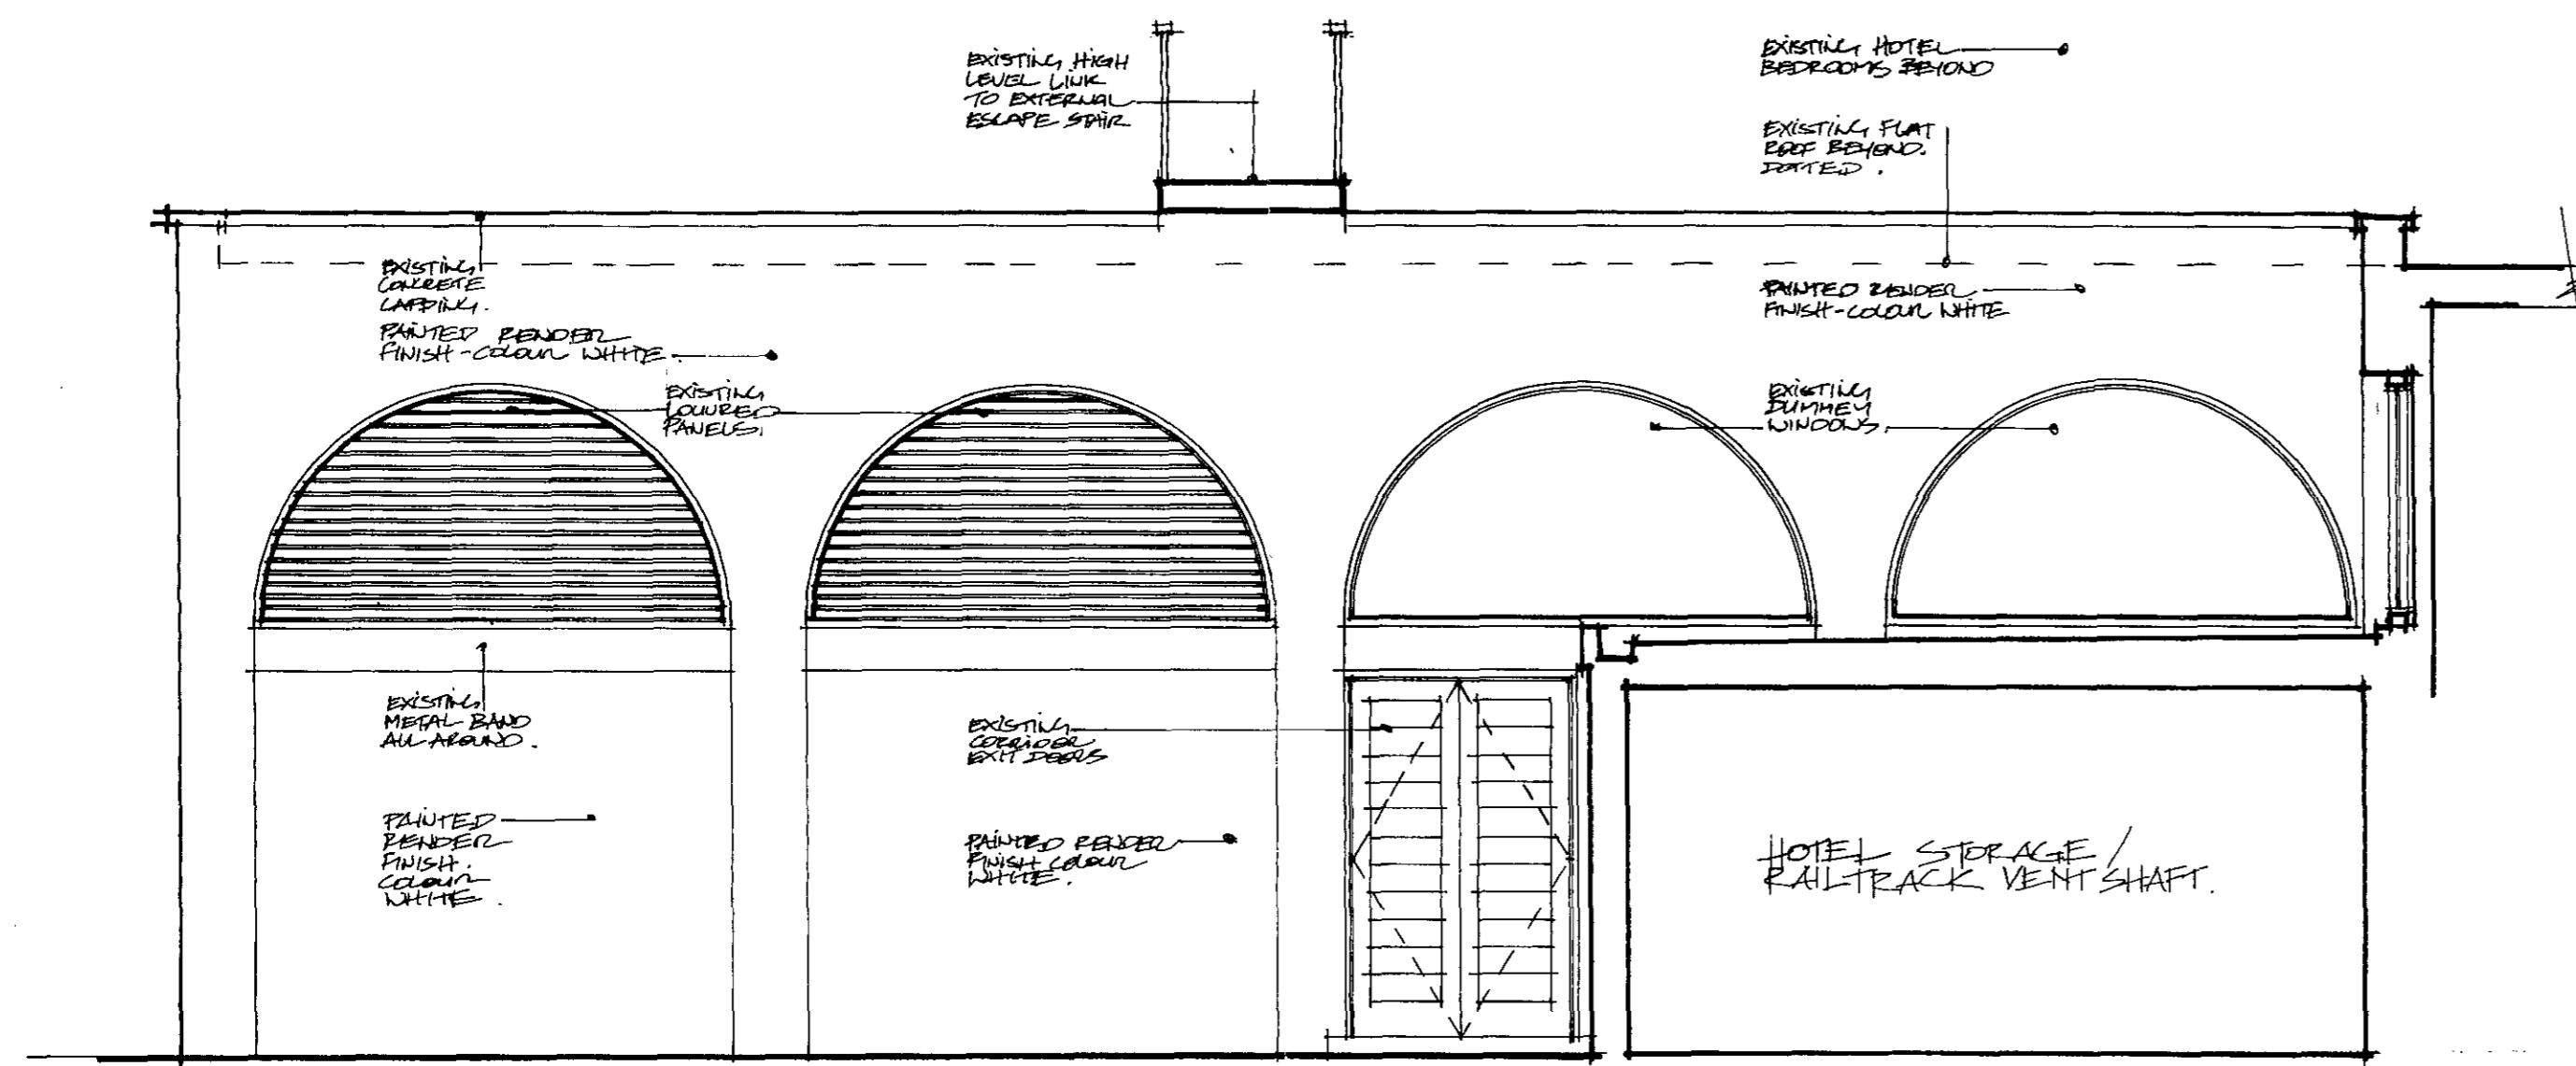 EXISTING HIGH
LEVEL LINK
TO EXTERNAL
ESCAPE STAIR
EXISTING HOTEL
BEDROOMS BEYOND
EXISTING FLAT
ROOF BEYOND.
DOTTED.
EXISTING
CONCRETE
CAPPING.
PAINTED RENDER
FINISH-COLOUR WHITE.
EXISTING
LOUVRED
PANELS.
PAINTED RENDER
FINISH-COLOUR WHITE
EXISTING
DUMMEY
WINDOWS.
EXISTING
METAL BAND
ALL AROUND.
PAINTED
RENDER
FINISH.
COLOUR
WHITE.
EXISTING
CORRIDOR
EXIT DOORS
PAINTED RENDER
FINISH COLOUR
WHITE.
HOTEL STORAGE/
RAILTRACK VENT SHAFT.